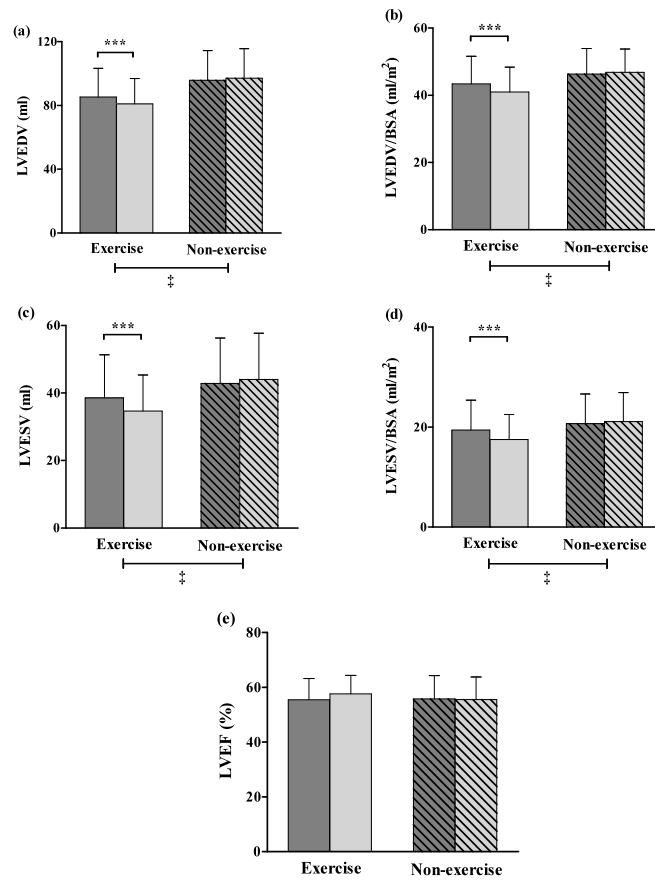 (a)
LVEDV (ml)
120
80
40
0
***
Exercise
Non-exercise
‡
(b)
LVEDV/BSA (ml/m²)
60
40
20
0
***
Exercise
Non-exercise
‡
(c)
LVESV (ml)
60
40
20
0
***
Exercise
Non-exercise
‡
(d)
LVESV/BSA (ml/m²)
40
20
0
***
Exercise
Non-exercise
‡
(e)
LVEF (%)
80
60
40
20
0
Exercise
Non-exercise